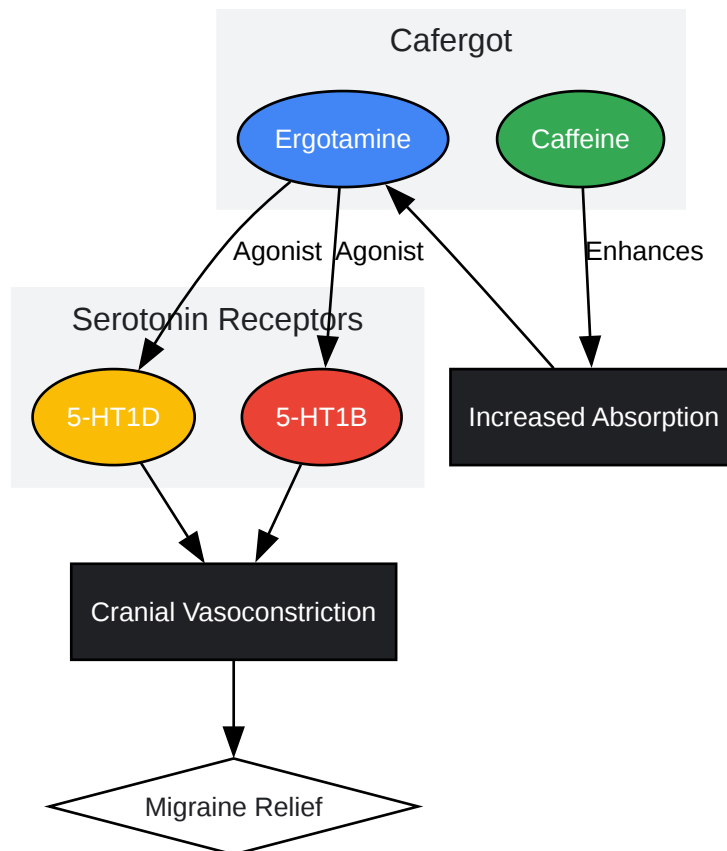 Cafergot
Ergotamine
Caffeine
Agonist
Agonist
Enhances
Serotonin Receptors
5-HT1D
5-HT1B
Increased Absorption
Cranial Vasoconstriction
Migraine Relief